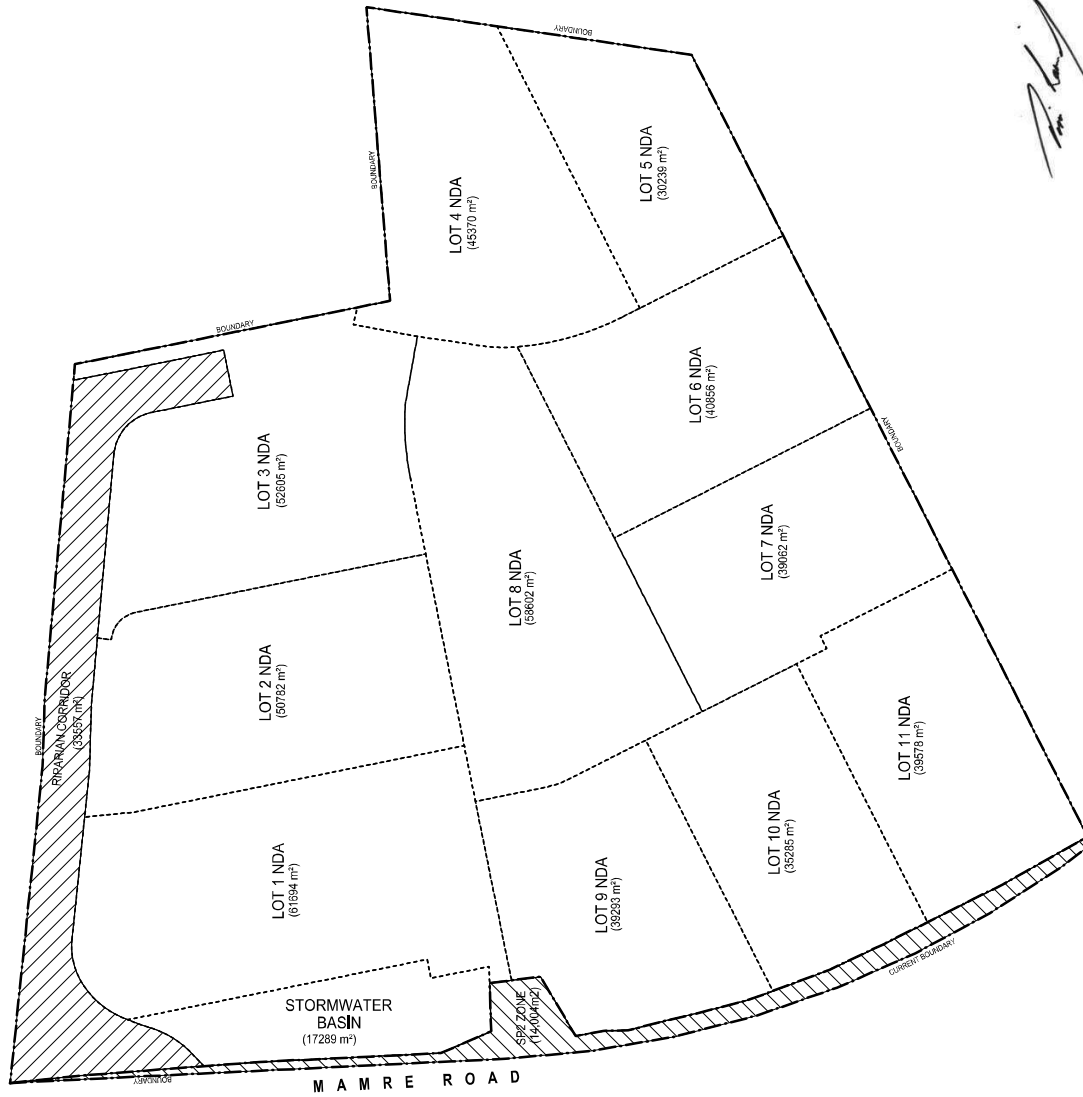 BOUNDARY
BOUNDARY
BOUNDARY
LOT 4 NDA
(45370 m²)
LOT 5 NDA
(30239 m²)
BOUNDARY
LOT 3 NDA
(52605 m²)
LOT 6 NDA
(40856 m²)
BOUNDARY
LOT 7 NDA
(39062 m²)
LOT 8 NDA
(58602 m²)
LOT 2 NDA
(50782 m²)
BOUNDARY
RIPARIAN CORRIDOR
(33557 m²)
LOT 1 NDA
(61694 m²)
LOT 9 NDA
(39293 m²)
LOT 10 NDA
(35285 m²)
LOT 11 NDA
(39578 m²)
CURRENT BOUNDARY
STORMWATER
BASIN
(17289 m²)
SP2 ZONE
(14,004m2)
BOUNDARY
MAMRE ROAD